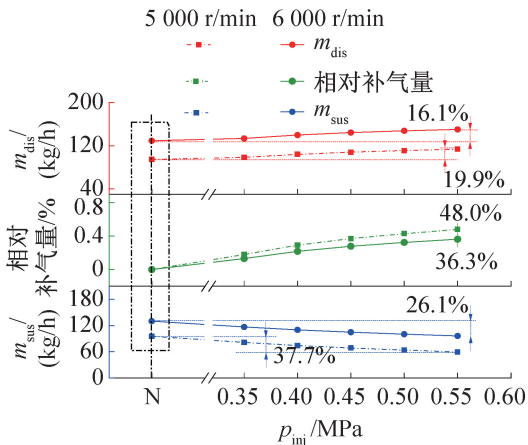 5 000 r/min 6 000 r/min
m_dis
相对补气量
m_sus
m_dis/
(kg/h)
200
120
40
16.1%
19.9%
相对
补气量/%
0.8
0.4
0
48.0%
36.3%
m_sus/
(kg/h)
180
120
60
0
26.1%
37.7%
N 0.35 0.40 0.45 0.50 0.55 0.60
p_inj /MPa